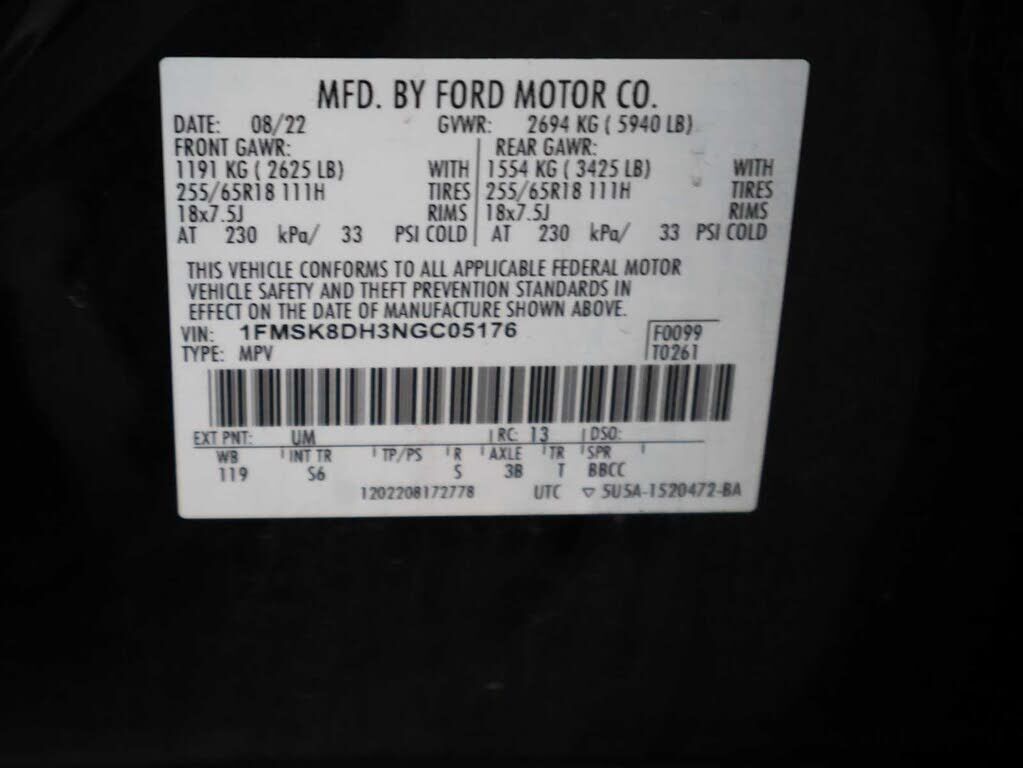 MFD. BY FORD MOTOR CO.
DATE: 08/22 GVWR: 2694 KG ( 5940 LB)
FRONT GAWR: REAR GAWR:
1191 KG ( 2625 LB) WITH 1554 KG ( 3425 LB) WITH
255/65R18 111H TIRES 255/65R18 111H TIRES
18x7.5J RIMS 18x7.5J RIMS
AT 230 kPa/ 33 PSI COLD AT 230 kPa/ 33 PSI COLD
THIS VEHICLE CONFORMS TO ALL APPLICABLE FEDERAL MOTOR
VEHICLE SAFETY AND THEFT PREVENTION STANDARDS IN
EFFECT ON THE DATE OF MANUFACTURE SHOWN ABOVE.
VIN: 1FMSK8DH3NGC05176 F0099
TYPE: MPV T0261
EXT PNT: UM RC: 13 DSO:
WB INT TR TP/PS R AXLE TR SPR
119 S6 S 3B T BBCC
1202208172778 UTC ▽ 5U5A-1520472-BA